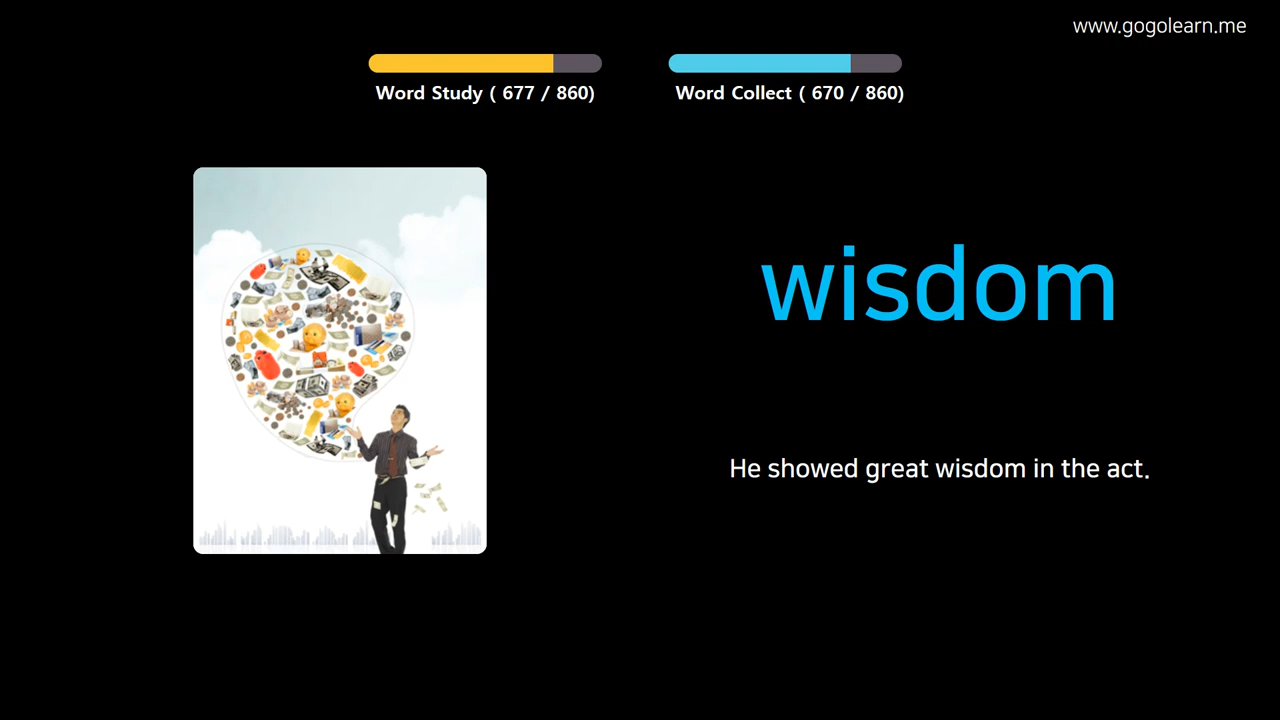 www.gogolearn.me
Word Study ( 677 / 860)
Word Collect ( 670 / 860)
wisdom
He showed great wisdom in the act.